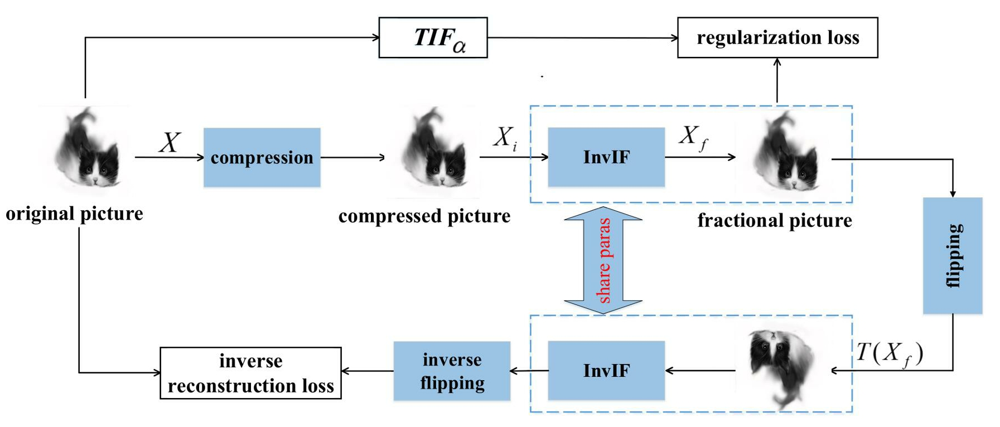 TIFα
regularization loss
X
compression
Xi
InvIF
Xf
original picture
compressed picture
fractional picture
share paras
flipping
T(Xf)
inverse
reconstruction loss
inverse
flipping
InvIF